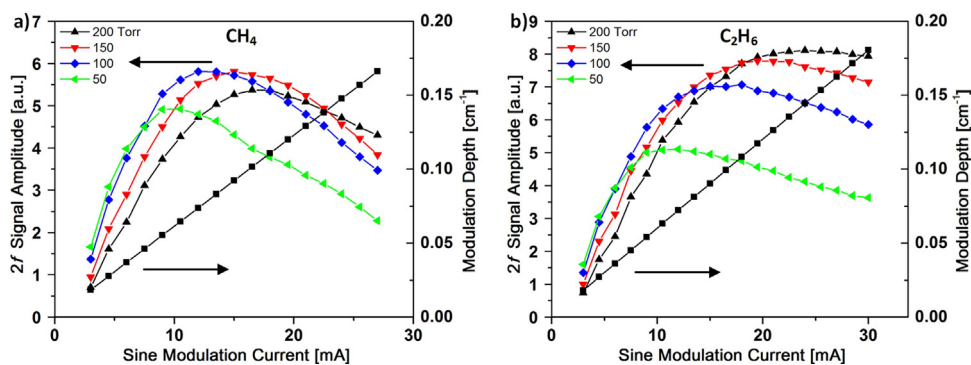 a)
7
6
5
4
3
2
1
0
2f Signal Amplitude [a.u.]
200 Torr
150
100
50
CH4
0.20
0.15
0.10
0.05
0.00
Modulation Depth [cm-1]
0 10 20 30
Sine Modulation Current [mA]
b)
9
8
7
6
5
4
3
2
1
0
2f Signal Amplitude [a.u.]
200 Torr
150
100
50
C2H6
0.20
0.15
0.10
0.05
0.00
Modulation Depth [cm-1]
0 10 20 30
Sine Modulation Current [mA]